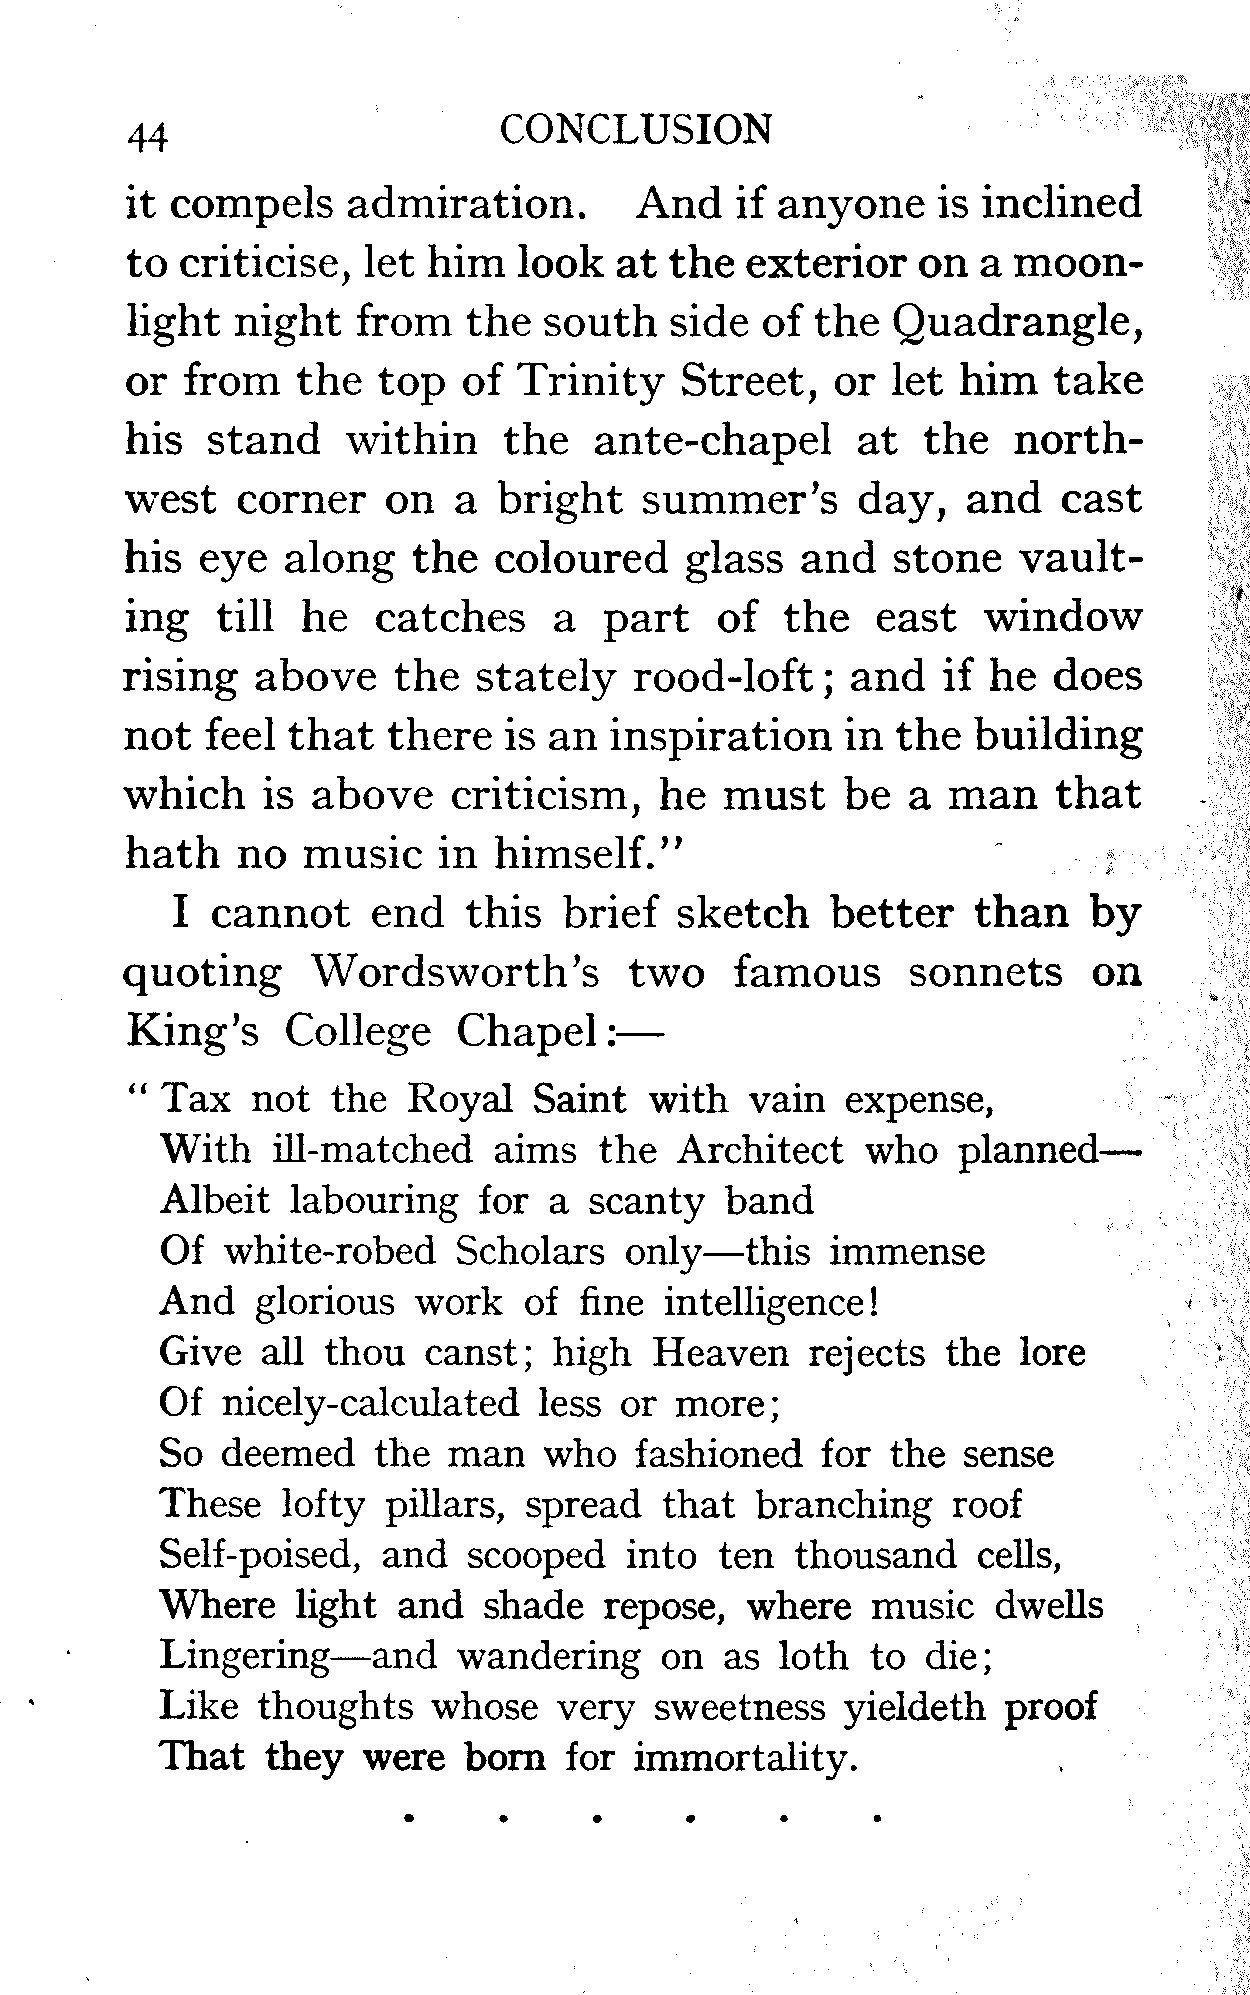 44 CONCLUSION
it compels admiration. And if anyone is inclined
to criticise, let him look at the exterior on a moon-
light night from the south side of the Quadrangle,
or from the top of Trinity Street, or let him take
his stand within the ante-chapel at the north-
west corner on a bright summer's day, and cast
his eye along the coloured glass and stone vault-
ing till he catches a part of the east window
rising above the stately rood-loft; and if he does
not feel that there is an inspiration in the building
which is above criticism, he must be a man that
hath no music in himself."
I cannot end this brief sketch better than by
quoting Wordsworth's two famous sonnets on
King's College Chapel:—
" Tax not the Royal Saint with vain expense,
With ill-matched aims the Architect who planned—
Albeit labouring for a scanty band
Of white-robed Scholars only—this immense
And glorious work of fine intelligence!
Give all thou canst; high Heaven rejects the lore
Of nicely-calculated less or more;
So deemed the man who fashioned for the sense
These lofty pillars, spread that branching roof
Self-poised, and scooped into ten thousand cells,
Where light and shade repose, where music dwells
Lingering—and wandering on as loth to die;
Like thoughts whose very sweetness yieldeth proof
That they were born for immortality.
. . . . . .